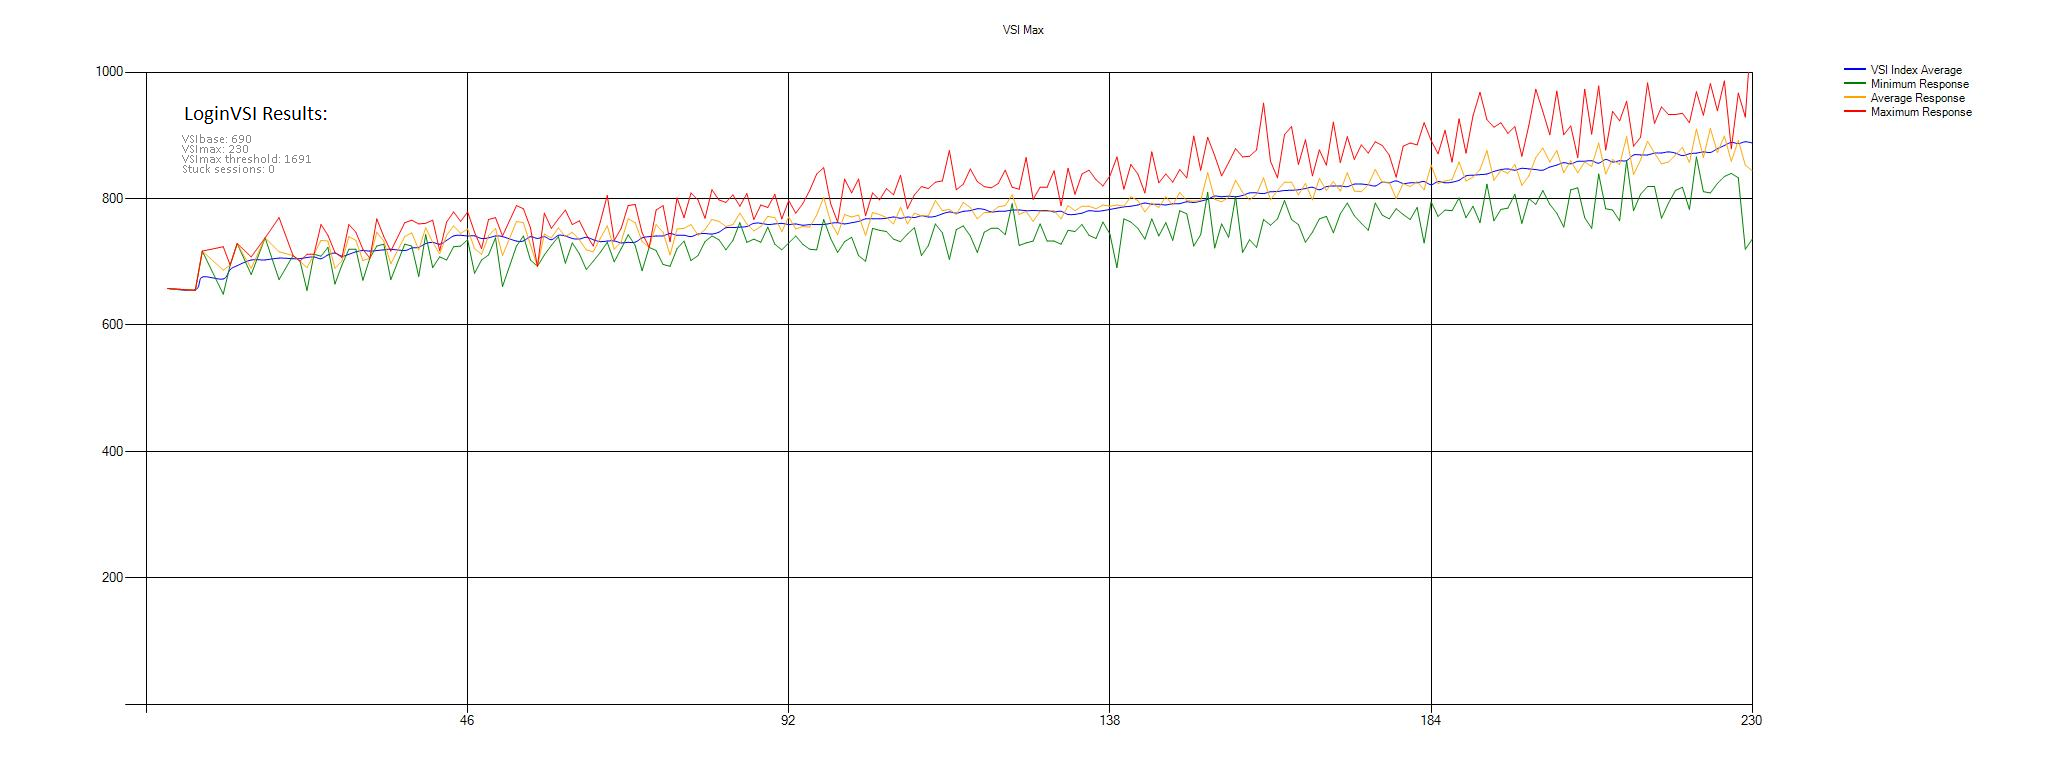 VSI Max
1000
800
600
400
200
46
92
138
184
230
LoginVSI Results:
VSIbase: 690
VSImax: 230
VSImax threshold: 1691
Stuck sessions: 0
VSI Index Average
Minimum Response
Average Response
Maximum Response